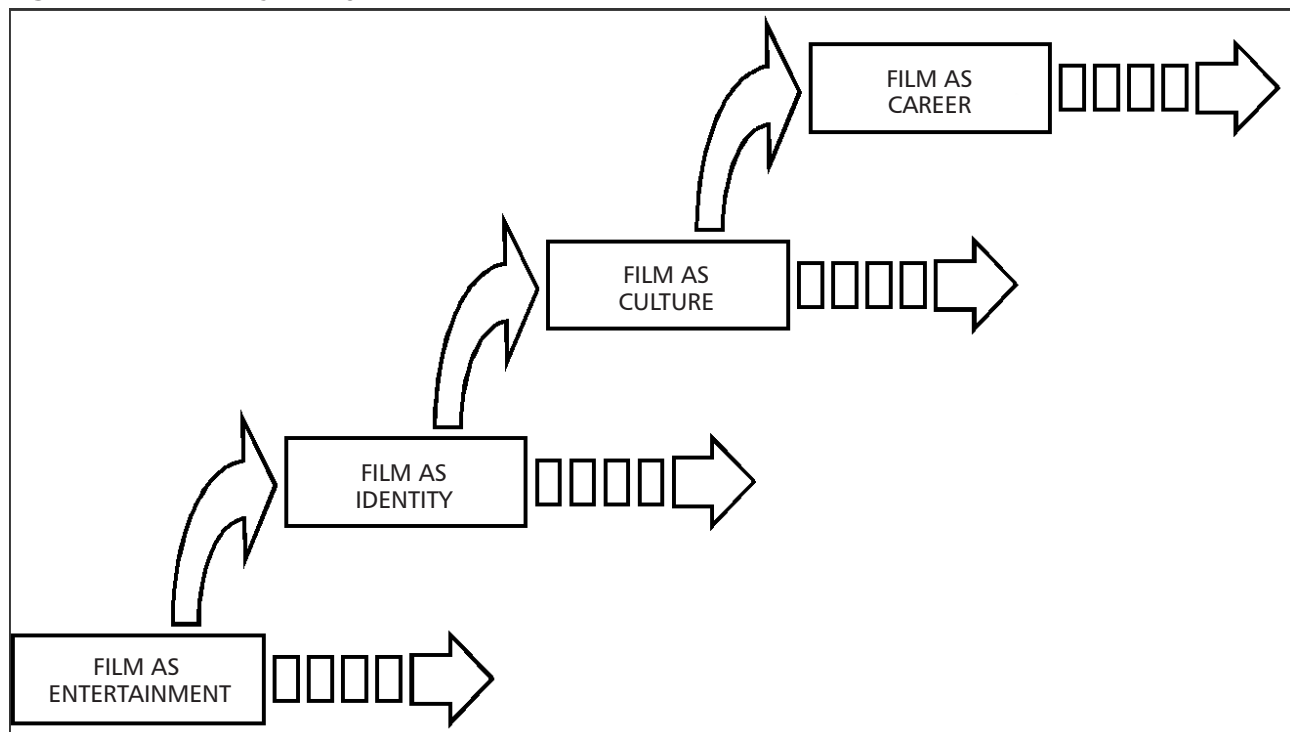 FILM AS
CAREER
FILM AS
CULTURE
FILM AS
IDENTITY
FILM AS
ENTERTAINMENT